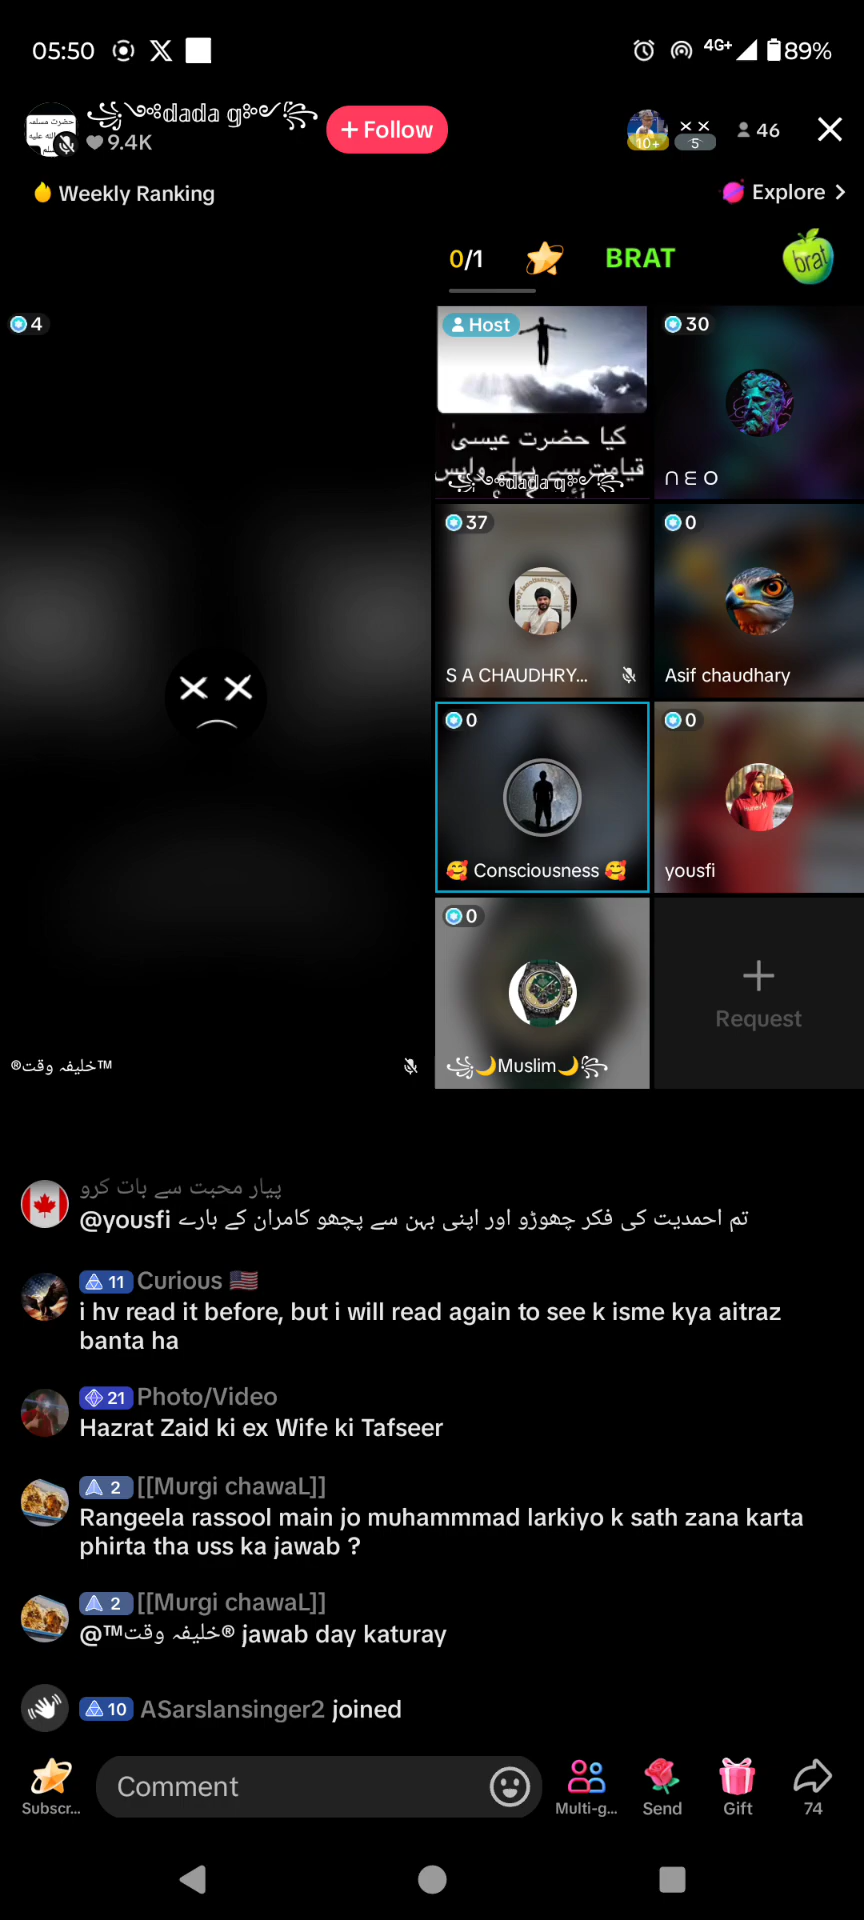 05:50
4G+
89%
حضرت مسلمہ
dada g
9.4K
+ Follow
10+
5
46
Weekly Ranking
Explore
0/1
BRAT
brat
4
Host
30
کیا حضرت عیسیٰ
قیامت سے پہلے واپس
dada g
ՈΕΟ
37
0
S A CHAUDHRY...
Asif chaudhary
0
0
🥰 Consciousness 🥰
yousfi
0
Request
®خلیفہ وقت™
🌙Muslim🌙
پیار محبت سے بات کرو
@yousfi تم احمدیت کی فکر چھوڑو اور اپنی بہن سے پچھو کامران کے بارے
11 Curious 🇺🇸
i hv read it before, but i will read again to see k isme kya aitraz
banta ha
21 Photo/Video
Hazrat Zaid ki ex Wife ki Tafseer
2 [[Murgi chawaL]]
Rangeela rassool main jo muhammmad larkiyo k sath zana karta
phirta tha uss ka jawab ?
2 [[Murgi chawaL]]
@™خلیفہ وقت® jawab day katuray
10 ASarslansinger2 joined
Comment
Subscr...
Multi-g...
Send
Gift
74